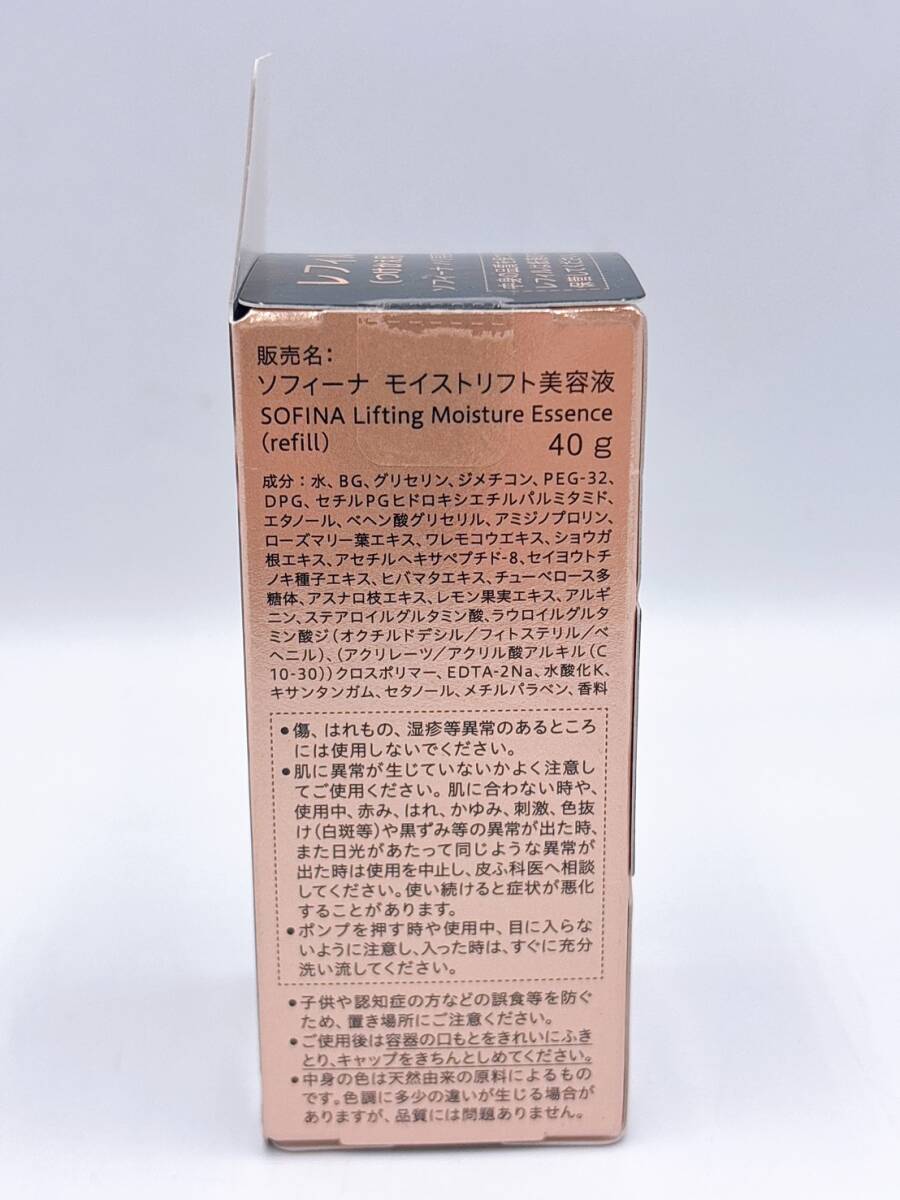 レフィル
ソフィーナ
販売名：
ソフィーナ モイストリフト美容液
SOFINA Lifting Moisture Essence
(refill) 40 g
成分：水、BG、グリセリン、ジメチコン、PEG-32、
DPG、セチルPGヒドロキシエチルパルミタミド、
エタノール、ベヘン酸グリセリル、アミジノプロリン、
ローズマリー葉エキス、ワレモコウエキス、ショウガ
根エキス、アセチルヘキサペプチド-8、セイヨウトチ
ノキ種子エキス、ヒバマタエキス、チューベロース多
糖体、アスナロ枝エキス、レモン果実エキス、アルギ
ニン、ステアロイルグルタミン酸、ラウロイルグルタ
ミン酸ジ（オクチルドデシル／フィトステリル／ベ
ヘニル）、（アクリレーツ／アクリル酸アルキル（C
10-30））クロスポリマー、EDTA-2Na、水酸化K、
キサンタンガム、セタノール、メチルパラベン、香料
●傷、はれもの、湿疹等異常のあるところ
には使用しないでください。
●肌に異常が生じていないかよく注意し
てご使用ください。肌に合わない時や、
使用中、赤み、はれ、かゆみ、刺激、色抜
け（白斑等）や黒ずみ等の異常が出た時、
また日光があたって同じような異常が
出た時は使用を中止し、皮ふ科医へ相談
してください。使い続けると症状が悪化
することがあります。
●ポンプを押す時や使用中、目に入らな
いように注意し、入った時は、すぐに充分
洗い流してください。
●子供や認知症の方などの誤食等を防ぐ
ため、置き場所にご注意ください。
●ご使用後は容器の口もとをきれいにふき
とり、キャップをきちんとしめてください。
●中身の色は天然由来の原料によるもの
です。色調に多少の違いが生じる場合が
ありますが、品質には問題ありません。